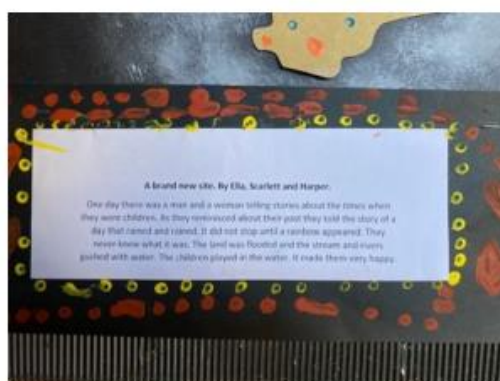 A brand new site. By Ella, Scarlett and Harper.
One day there was a man and a woman telling stories about the times when
they were children. As they reminisced about their past they told the story of a
day that rained and rained. It did not stop until a rainbow appeared. They
never knew what it was. The land was flooded and the stream and rivers
gushed with water. The children played in the water. It made them very happy.